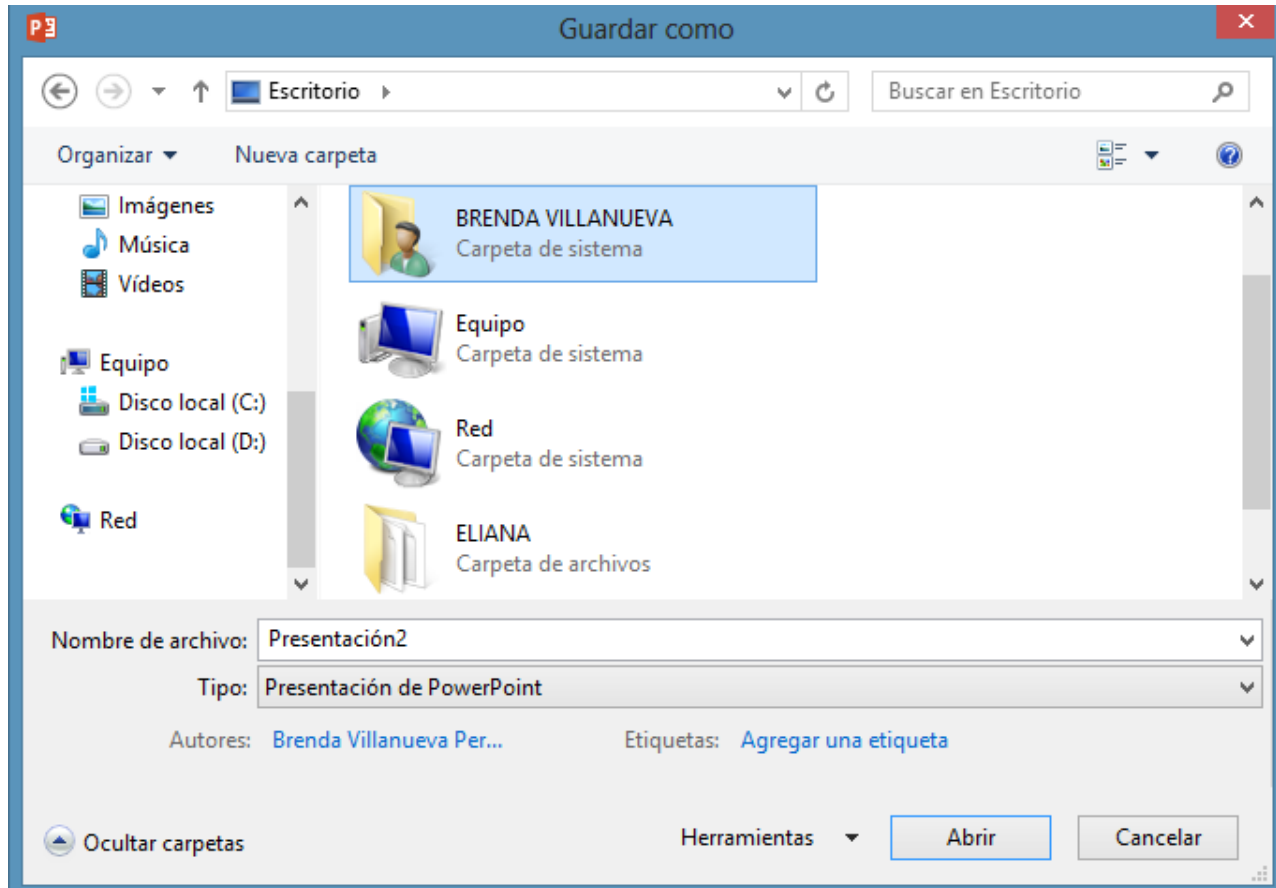 Guardar como
Escritorio
Buscar en Escritorio
Organizar
Nueva carpeta
Imágenes
Música
Vídeos
Equipo
Disco local (C:)
Disco local (D:)
Red
BRENDA VILLANUEVA
Carpeta de sistema
Equipo
Carpeta de sistema
Red
Carpeta de sistema
ELIANA
Carpeta de archivos
Nombre de archivo: Presentación2
Tipo: Presentación de PowerPoint
Autores: Brenda Villanueva Per... Etiquetas: Agregar una etiqueta
Ocultar carpetas
Herramientas
Abrir
Cancelar